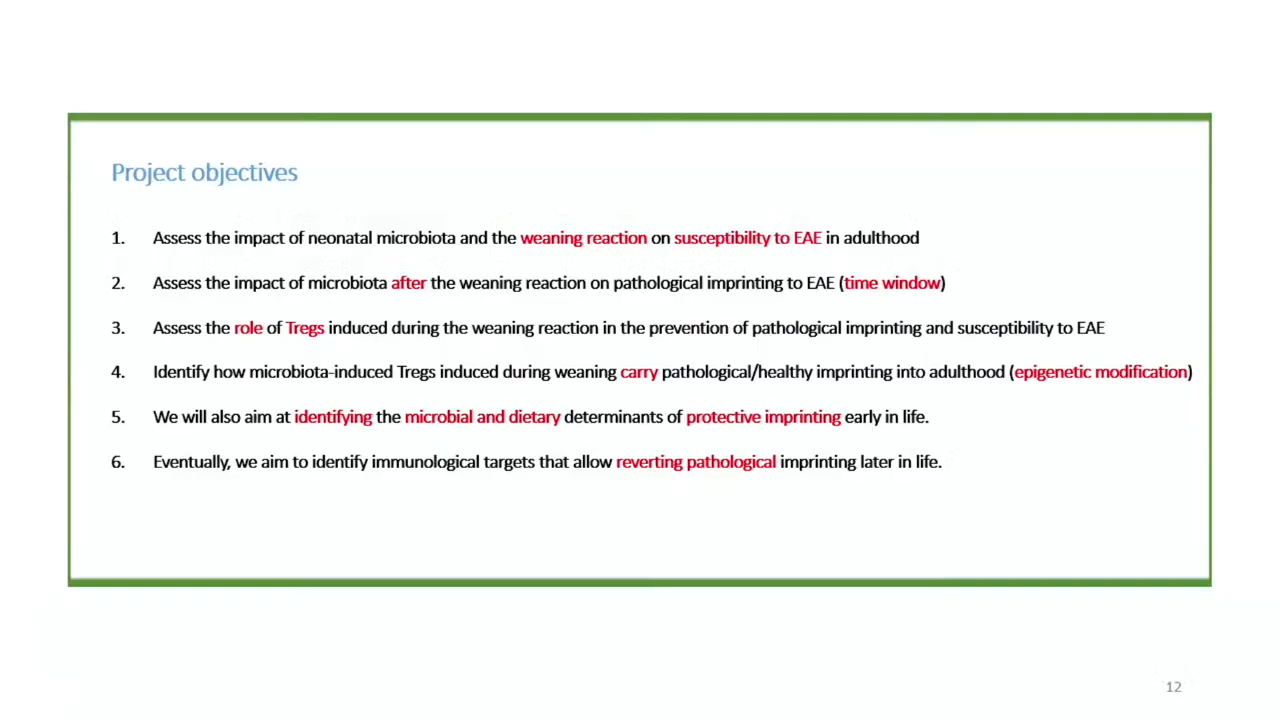 Project objectives
1. Assess the impact of neonatal microbiota and the weaning reaction on susceptibility to EAE in adulthood
2. Assess the impact of microbiota after the weaning reaction on pathological imprinting to EAE (time window)
3. Assess the role of Tregs induced during the weaning reaction in the prevention of pathological imprinting and susceptibility to EAE
4. Identify how microbiota-induced Tregs induced during weaning carry pathological/healthy imprinting into adulthood (epigenetic modification)
5. We will also aim at identifying the microbial and dietary determinants of protective imprinting early in life.
6. Eventually, we aim to identify immunological targets that allow reverting pathological imprinting later in life.
12